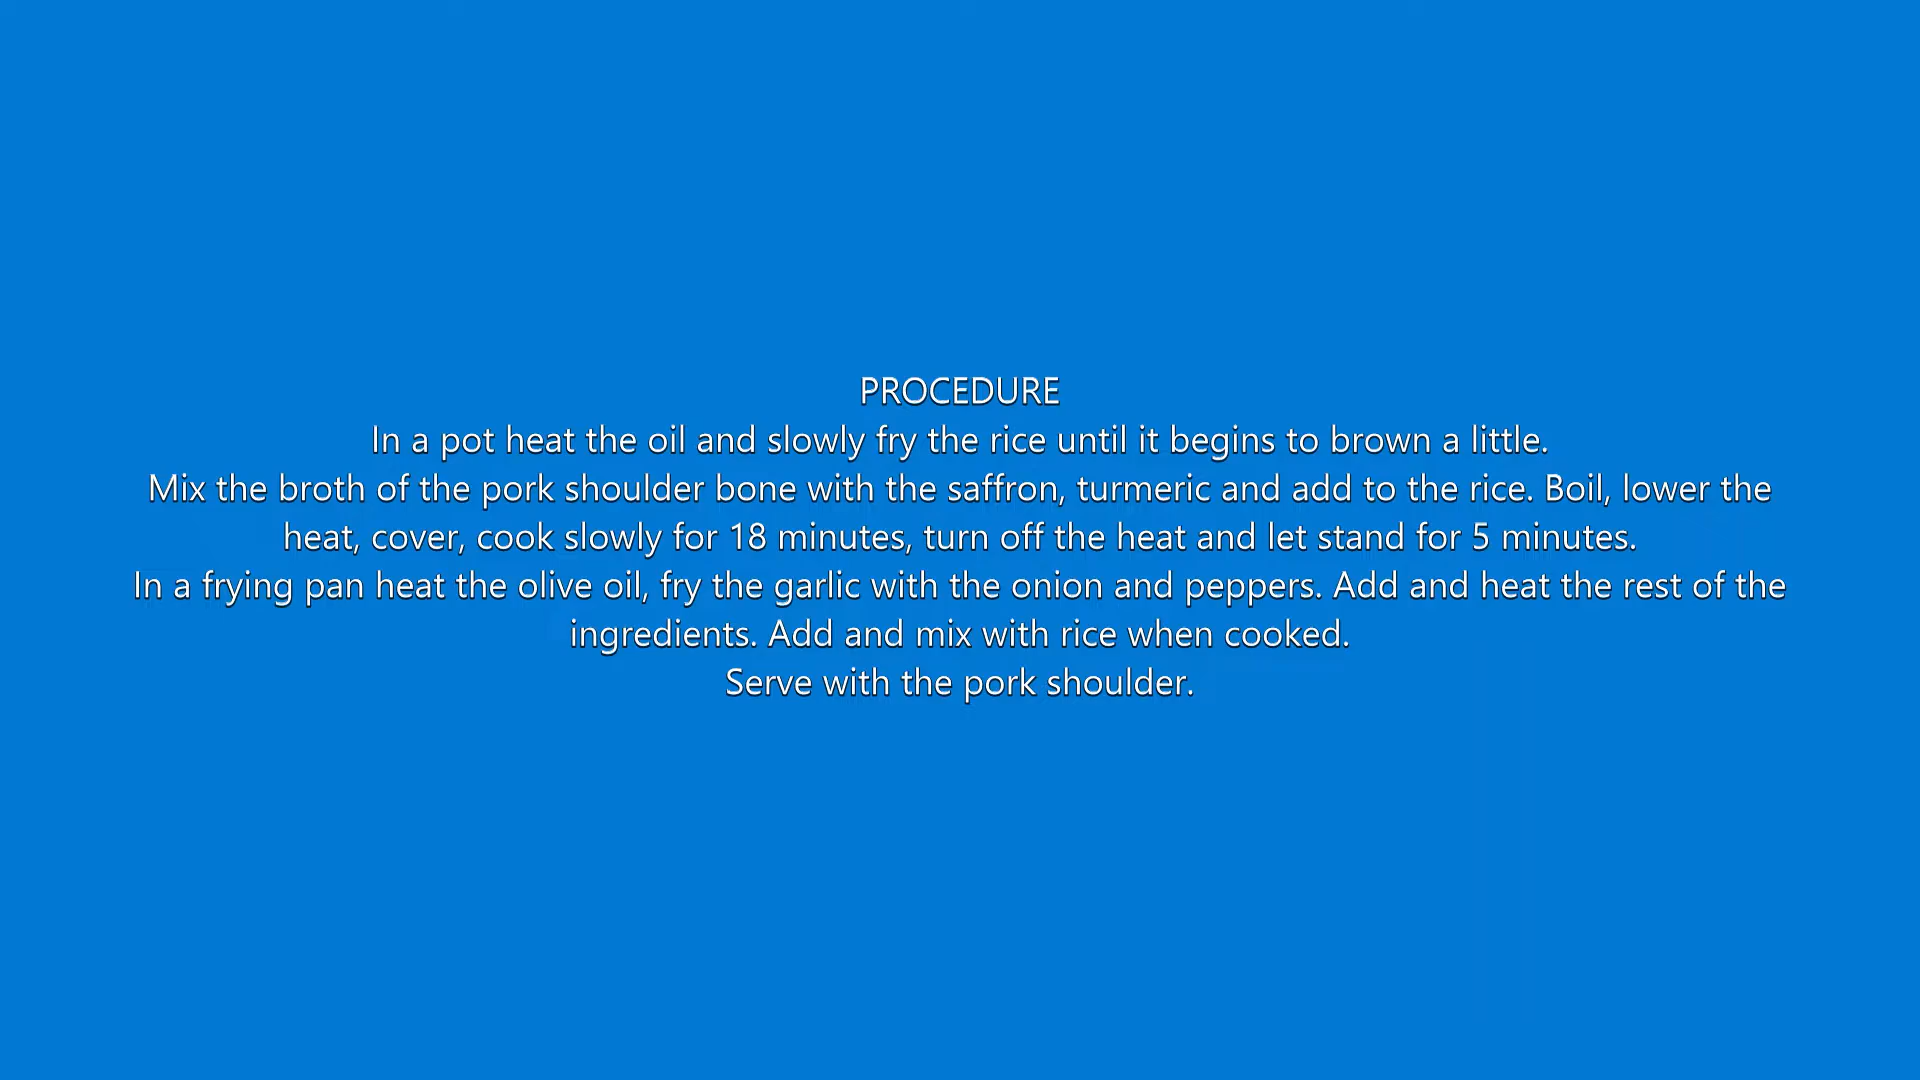 PROCEDURE
In a pot heat the oil and slowly fry the rice until it begins to brown a little.
Mix the broth of the pork shoulder bone with the saffron, turmeric and add to the rice. Boil, lower the
heat, cover, cook slowly for 18 minutes, turn off the heat and let stand for 5 minutes.
In a frying pan heat the olive oil, fry the garlic with the onion and peppers. Add and heat the rest of the
ingredients. Add and mix with rice when cooked.
Serve with the pork shoulder.